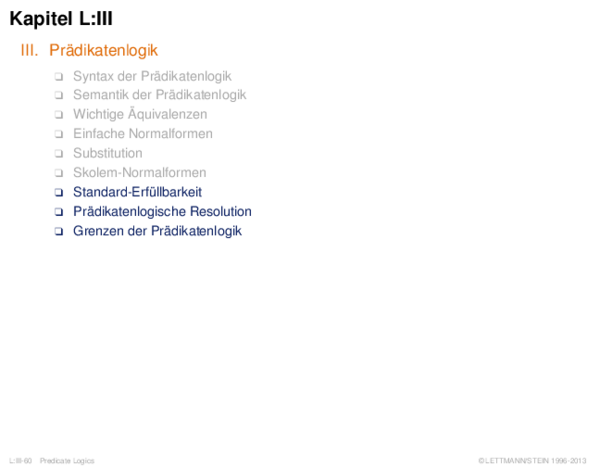 Kapitel L:III
III. Prädikatenlogik
❑ Syntax der Prädikatenlogik
❑ Semantik der Prädikatenlogik
❑ Wichtige Äquivalenzen
❑ Einfache Normalformen
❑ Substitution
❑ Skolem-Normalformen
❑ Standard-Erfüllbarkeit
❑ Prädikatenlogische Resolution
❑ Grenzen der Prädikatenlogik
L:III-60 Predicate Logics ©LETTMANN/STEIN 1996-2013